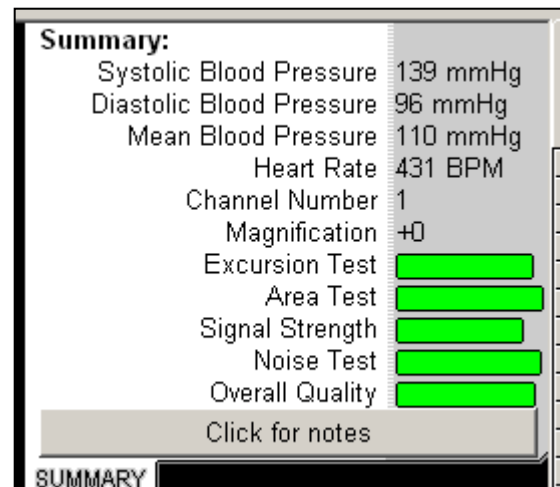 Summary:
Systolic Blood Pressure 139 mmHg
Diastolic Blood Pressure 96 mmHg
Mean Blood Pressure 110 mmHg
Heart Rate 431 BPM
Channel Number 1
Magnification +0
Excursion Test
Area Test
Signal Strength
Noise Test
Overall Quality
Click for notes
SUMMARY